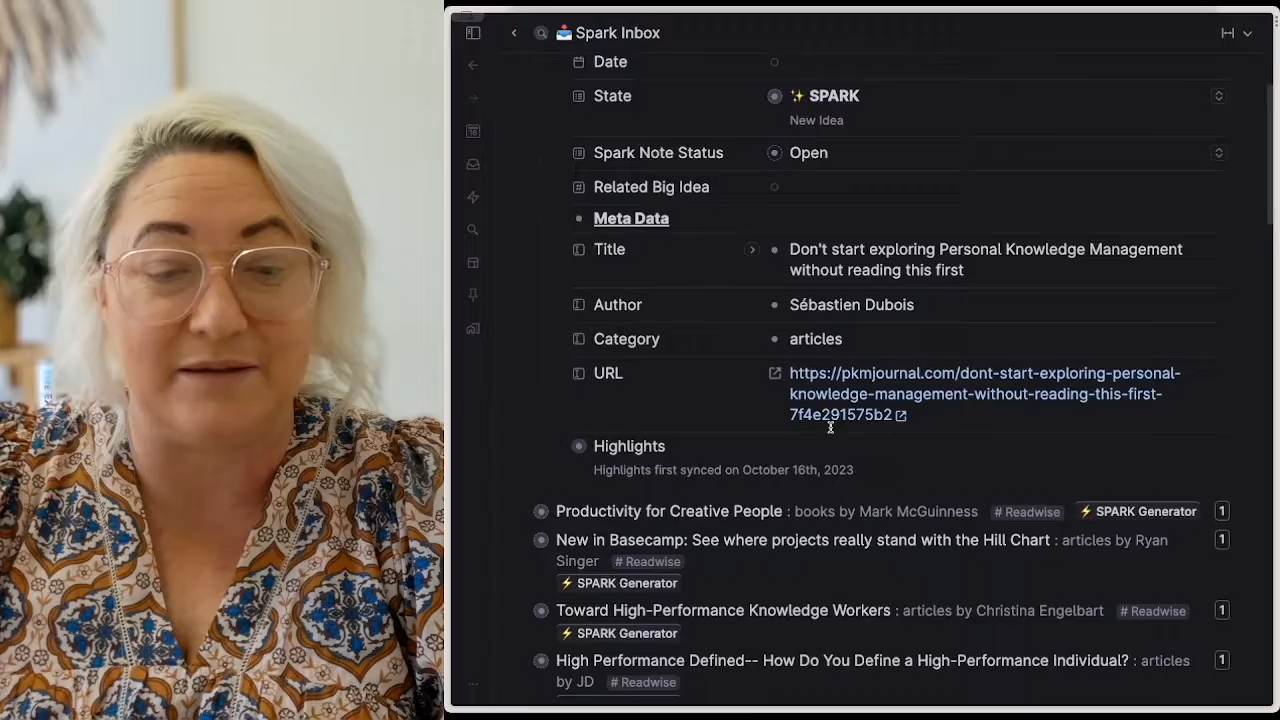 📥 Spark Inbox
Date
State
✨ SPARK
New Idea
Spark Note Status
Open
Related Big Idea
Meta Data
Title
Don't start exploring Personal Knowledge Management
without reading this first
Author
Sébastien Dubois
Category
articles
URL
https://pkmjournal.com/dont-start-exploring-personal-
knowledge-management-without-reading-this-first-
7f4e291575b2
Highlights
Highlights first synced on October 16th, 2023
Productivity for Creative People : books by Mark McGuinness # Readwise ⚡ SPARK Generator 1
New in Basecamp: See where projects really stand with the Hill Chart : articles by Ryan 1
Singer # Readwise
⚡ SPARK Generator
Toward High-Performance Knowledge Workers : articles by Christina Engelbart # Readwise 1
⚡ SPARK Generator
High Performance Defined-- How Do You Define a High-Performance Individual? : articles 1
by JD # Readwise